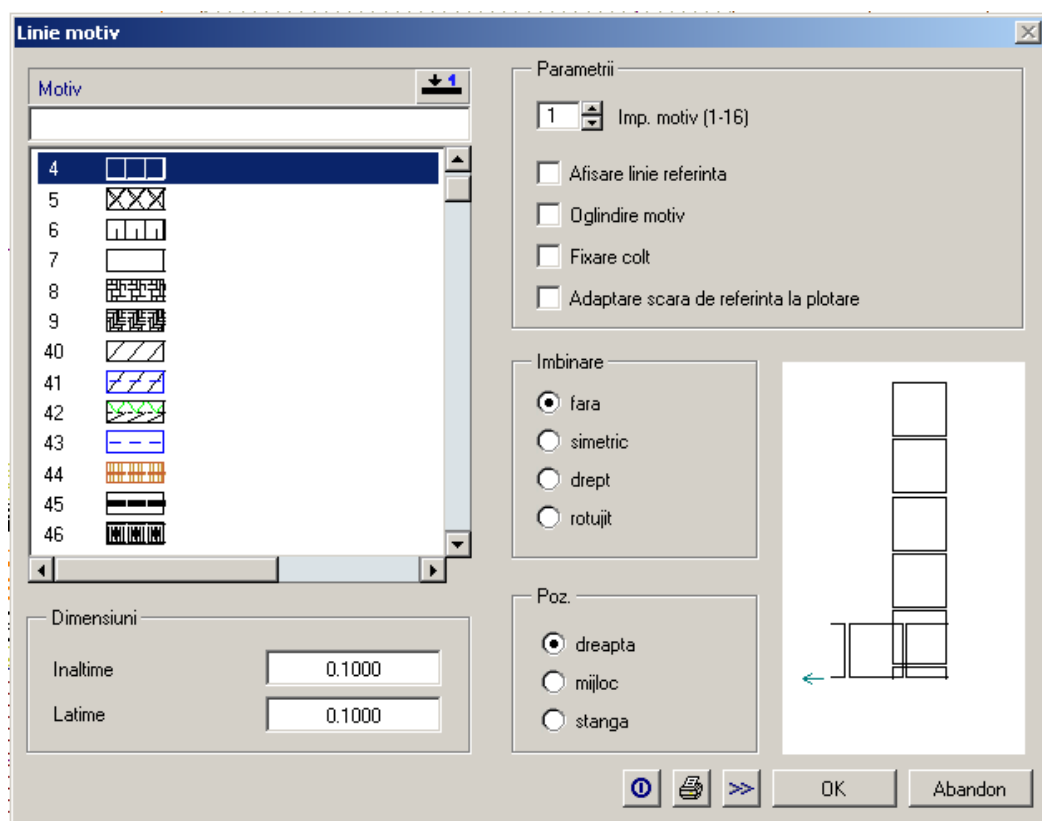 Linie motiv
Motiv
1
4
5
6
7
8
9
40
41
42
43
44
45
46
Dimensiuni
Inaltime 0.1000
Latime 0.1000
Parametrii
1 Imp. motiv (1-16)
Afisare linie referinta
Oglindire motiv
Fixare colt
Adaptare scara de referinta la plotare
Imbinare
fara
simetric
drept
rotujit
Poz.
dreapta
mijloc
stanga
>>
OK
Abandon